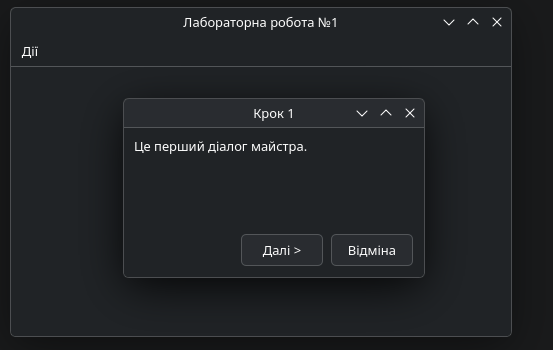 Лабораторна робота №1
Дії
Крок 1
Це перший діалог майстра.
Далі >
Відміна